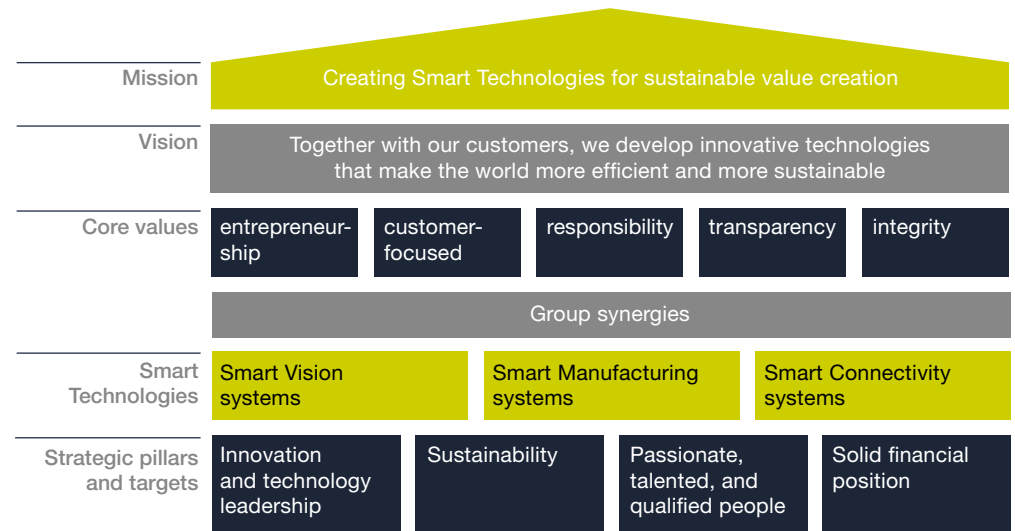 Mission
Creating Smart Technologies for sustainable value creation
Vision
Together with our customers, we develop innovative technologies
that make the world more efficient and more sustainable
Core values
entrepreneur-
ship
customer-
focused
responsibility
transparency
integrity
Group synergies
Smart
Technologies
Smart Vision
systems
Smart Manufacturing
systems
Smart Connectivity
systems
Strategic pillars
and targets
Innovation
and technology
leadership
Sustainability
Passionate,
talented, and
qualified people
Solid financial
position